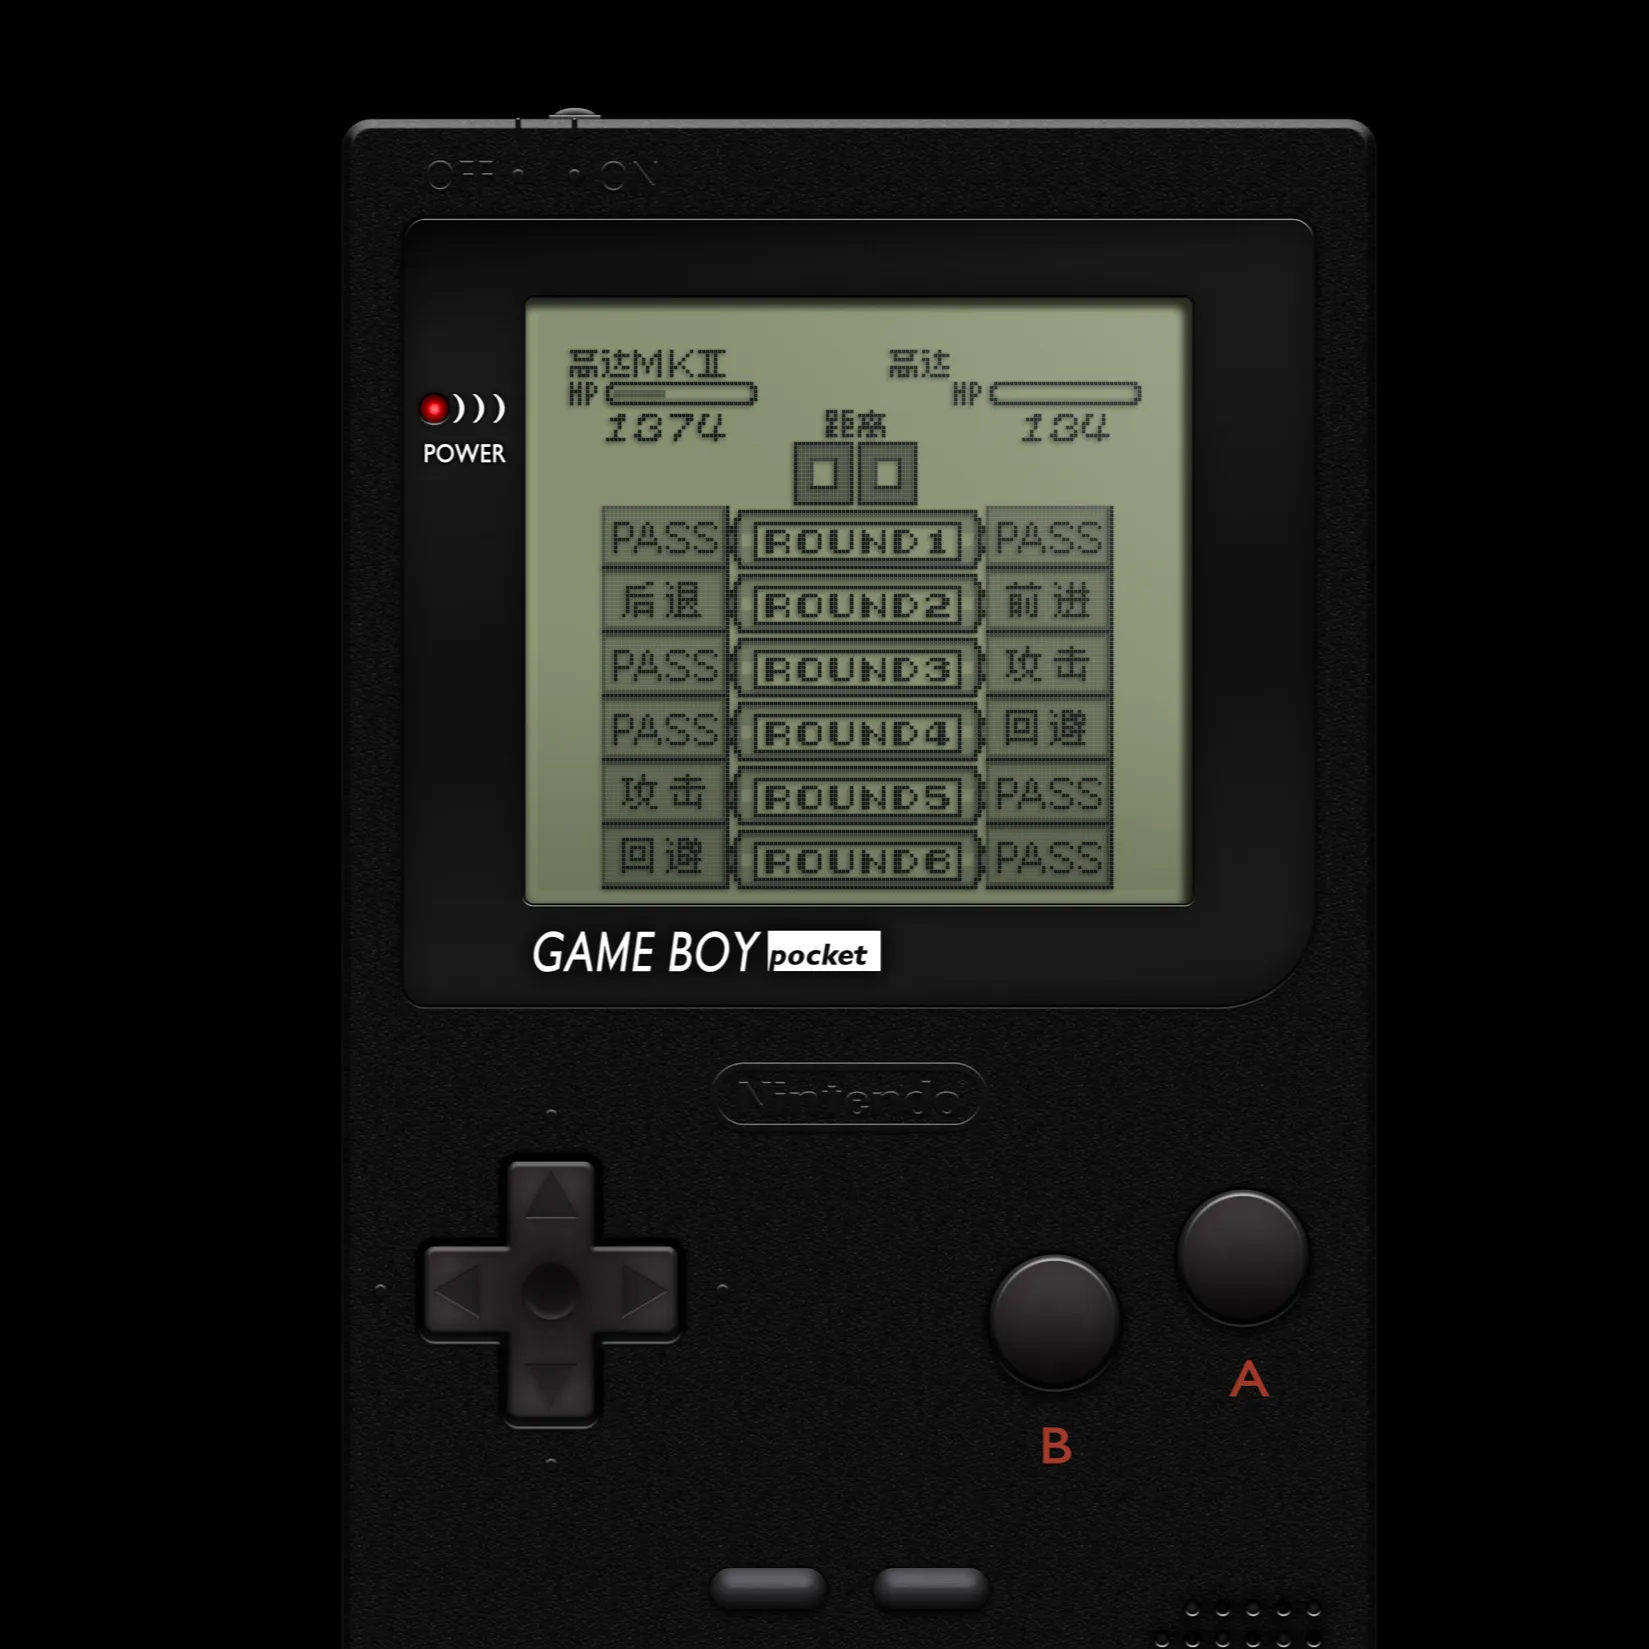 OFF ON
高达MKⅡ 高达
HP HP
1374 134
距离
00
POWER
PASS ROUND1 PASS
后退 ROUND2 前进
PASS ROUND3 攻击
PASS ROUND4 回避
攻击 ROUND5 PASS
回避 ROUND6 PASS
GAME BOY pocket
Nintendo
A
B